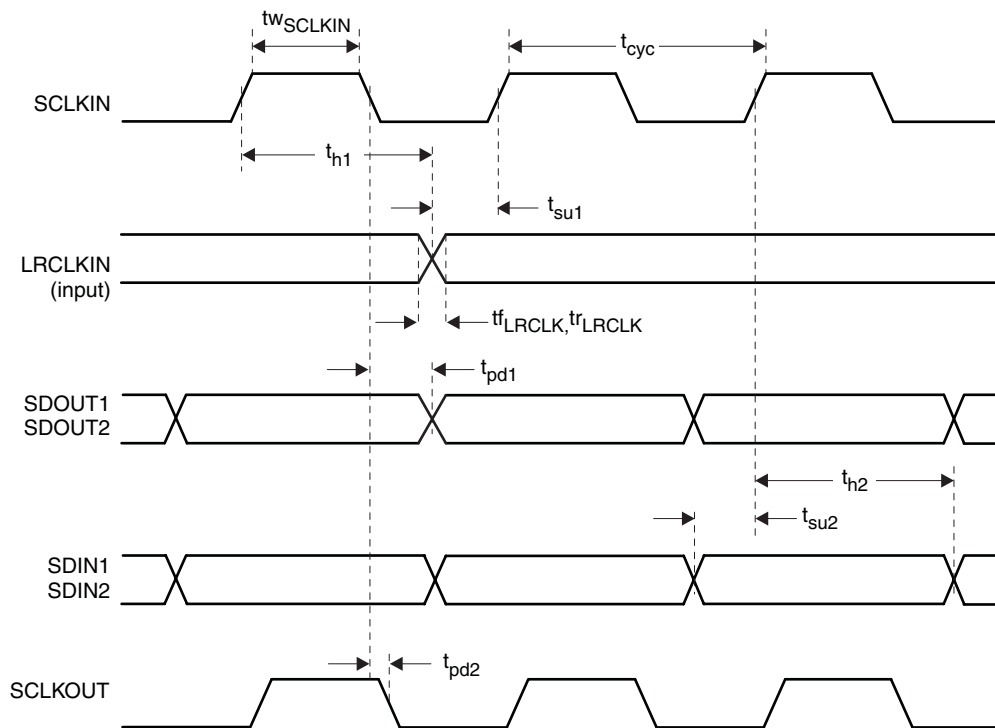 twSCLKIN
tcyc
SCLKIN
th1
tsu1
LRCLKIN
(input)
tfLRCLK,trLRCLK
tpd1
SDOUT1
SDOUT2
th2
tsu2
SDIN1
SDIN2
tpd2
SCLKOUT